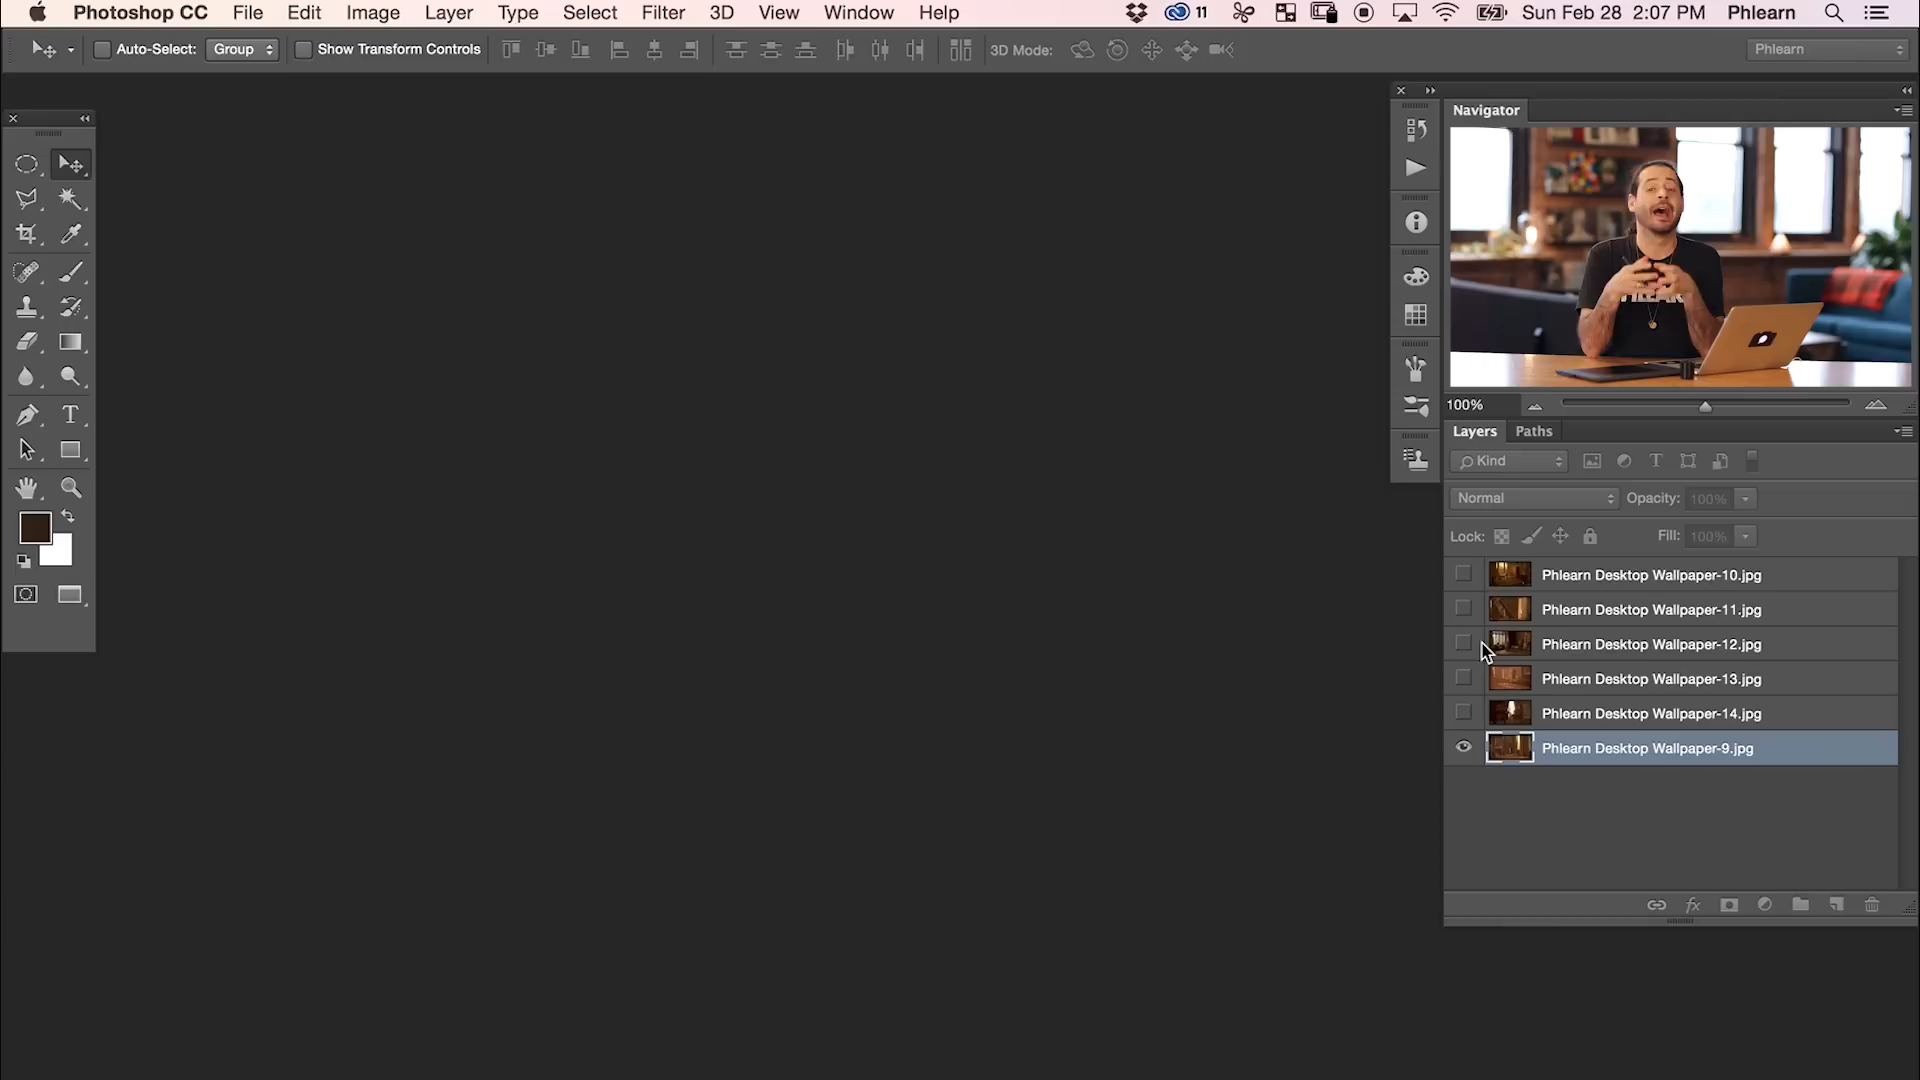 Photoshop CC File Edit Image Layer Type Select Filter 3D View Window Help 11 Sun Feb 28 2:07 PM Phlearn
Auto-Select: Group Show Transform Controls 3D Mode: Phlearn
Navigator
100%
Layers Paths
Kind
Normal Opacity: 100%
Lock: Fill: 100%
Phlearn Desktop Wallpaper-10.jpg
Phlearn Desktop Wallpaper-11.jpg
Phlearn Desktop Wallpaper-12.jpg
Phlearn Desktop Wallpaper-13.jpg
Phlearn Desktop Wallpaper-14.jpg
Phlearn Desktop Wallpaper-9.jpg